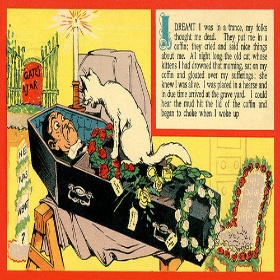 I DREAMT I was in a trance, my folks
thought me dead. They put me in a
coffin; they cried and said nice things
about me. All night long the old cat whose
kittens I had drowned that morning, sat on my
coffin and gloated over my sufferings; she
knew I was alive. I was placed in a hearse and
in due time arrived at the grave yard. I could
hear the mud hit the lid of the coffin and
began to choke when I woke up
GATES
AJAR
HE
WAS
?